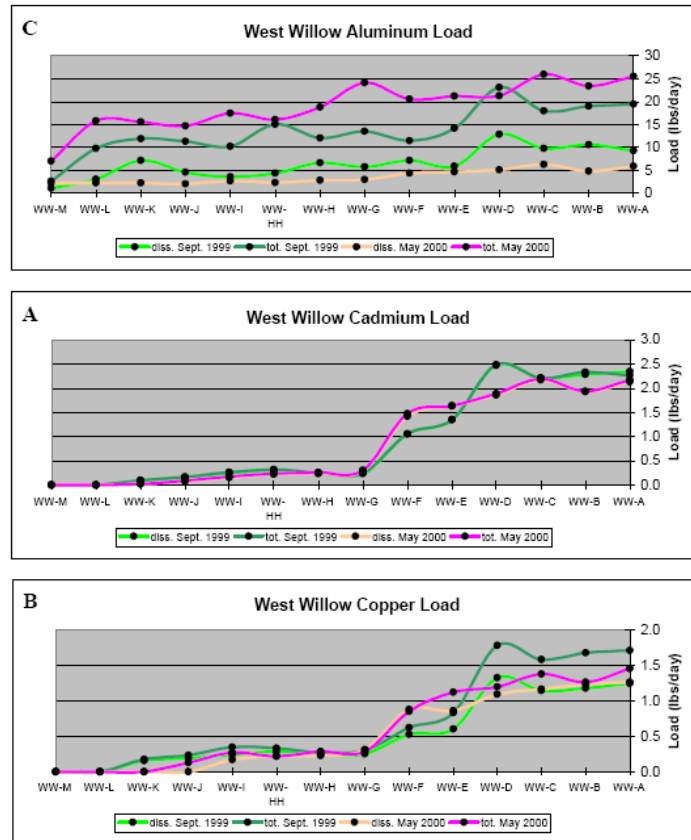 C
West Willow Aluminum Load
30
25
20
15
10
5
0
Load (lbs/day)
WW-M WW-L WW-K WW-J WW-I WW-HH WW-H WW-G WW-F WW-E WW-D WW-C WW-B WW-A
diss. Sept. 1999 tot. Sept. 1999 diss. May 2000 tot. May 2000
A
West Willow Cadmium Load
3.0
2.5
2.0
1.5
1.0
0.5
0.0
Load (lbs/day)
WW-M WW-L WW-K WW-J WW-I WW-HH WW-H WW-G WW-F WW-E WW-D WW-C WW-B WW-A
diss. Sept. 1999 tot. Sept. 1999 diss. May 2000 tot. May 2000
B
West Willow Copper Load
2.0
1.5
1.0
0.5
0.0
Load (lbs/day)
WW-M WW-L WW-K WW-J WW-I WW-HH WW-H WW-G WW-F WW-E WW-D WW-C WW-B WW-A
diss. Sept. 1999 tot. Sept. 1999 diss. May 2000 tot. May 2000